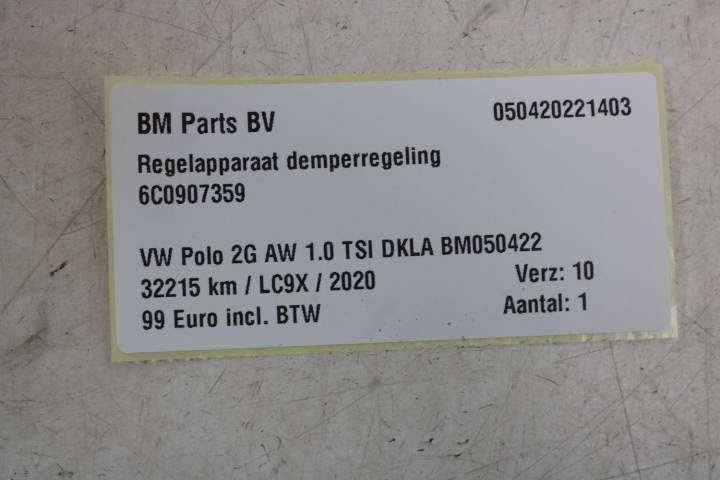 BM Parts BV 050420221403
Regelapparaat demperregeling
6C0907359
VW Polo 2G AW 1.0 TSI DKLA BM050422
32215 km / LC9X / 2020 Verz: 10
99 Euro incl. BTW Aantal: 1